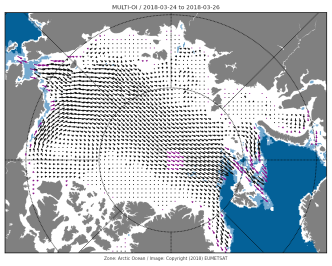 MULTI-OI / 2018-03-24 to 2018-03-26
Zone: Arctic Ocean / Image: Copyright (2018) EUMETSAT